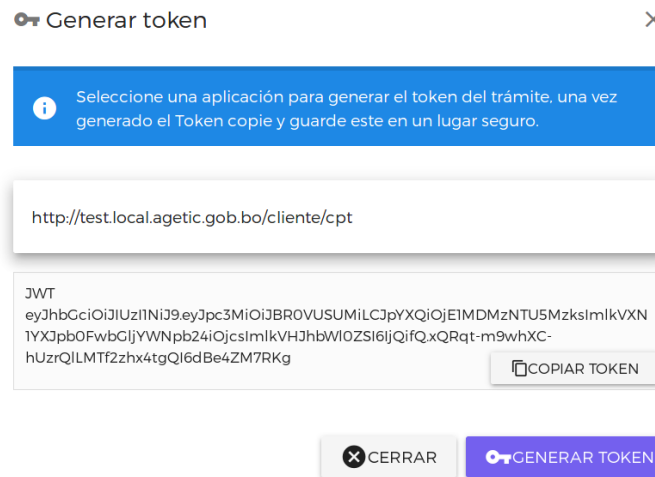 Generar token
Seleccione una aplicación para generar el token del trámite, una vez
generado el Token copie y guarde este en un lugar seguro.
http://test.local.agetic.gob.bo/cliente/cpt
JWT
eyJhbGciOiJIUzI1NiJ9.eyJpc3MiOiJBR0VUSUMiLCJpYXQiOjE1MDMzNTU5MzksImlkVXN
1YXJpb0FwbGljYWNpb24iOjcsImlkVHJhbWl0ZSI6IjQifQ.xQRqt-m9whXC-
hUzrQlLMTf2zhx4tgQI6dBe4ZM7RKg
COPIAR TOKEN
CERRAR
GENERAR TOKEN